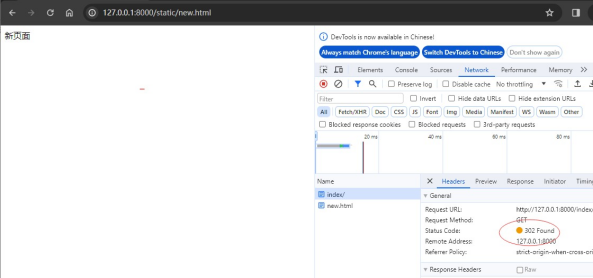 127.0.0.1:8000/static/new.html
新页面
DevTools is now available in Chinese!
Always match Chrome's language Switch DevTools to Chinese Don't show again
Elements Console Sources Network Performance Memory
Preserve log Disable cache No throttling
Filter Invert Hide data URLs Hide extension URLs
All Fetch/XHR Doc CSS JS Font Img Media Manifest WS Wasm Other
Blocked response cookies Blocked requests 3rd-party requests
20 ms 40 ms 60 ms 80 ms
Name Headers Preview Response Initiator Timing
index/
new.html
General
Request URL: http://127.0.0.1:8000/index/
Request Method: GET
Status Code: 302 Found
Remote Address: 127.0.0.1:8000
Referrer Policy: strict-origin-when-cross-ori
Response Headers Raw